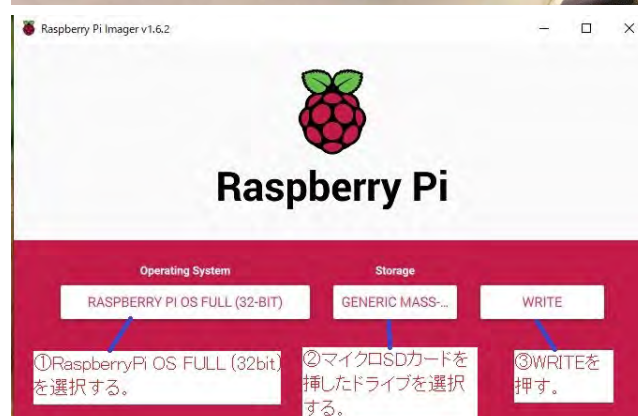 Raspberry Pi Imager v1.6.2
Raspberry Pi
Operating System
Storage
RASPBERRY PI OS FULL (32-BIT)
GENERIC MASS-...
WRITE
①RaspberryPi OS FULL (32bit)
を選択する。
②マイクロSDカードを
挿したドライブを選択
する。
③WRITEを
押す。